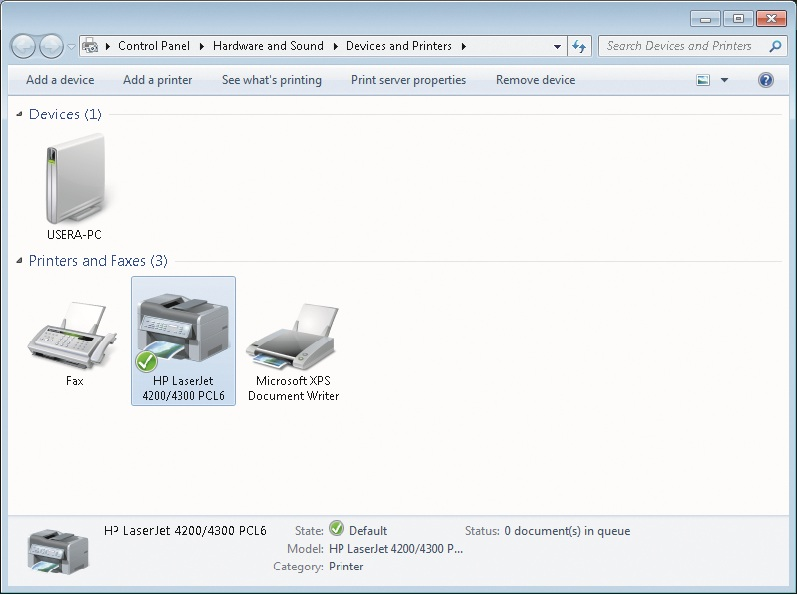 Control Panel Hardware and Sound Devices and Printers Search Devices and Printers
Add a device Add a printer See what's printing Print server properties Remove device
Devices (1)
USERA-PC
Printers and Faxes (3)
Fax
HP LaserJet
4200/4300 PCL6
Microsoft XPS
Document Writer
HP LaserJet 4200/4300 PCL6 State: Default Status: 0 document(s) in queue
Model: HP LaserJet 4200/4300 P...
Category: Printer